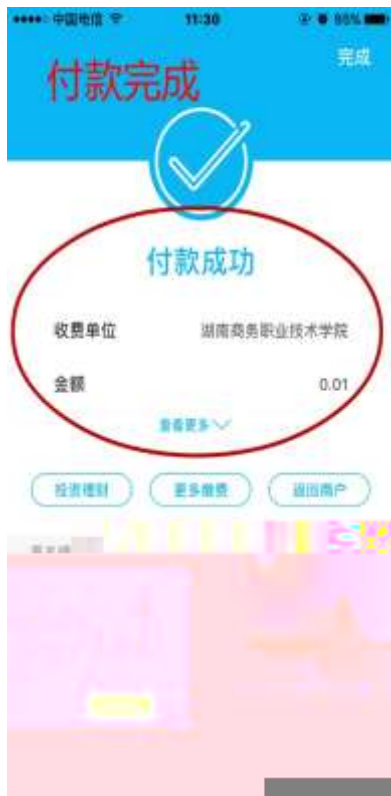 中国电信 11:30 95%
完成
付款完成
付款成功
收费单位 湖南商务职业技术学院
金额 0.01
查看更多
投资理财 更多缴费 返回商户